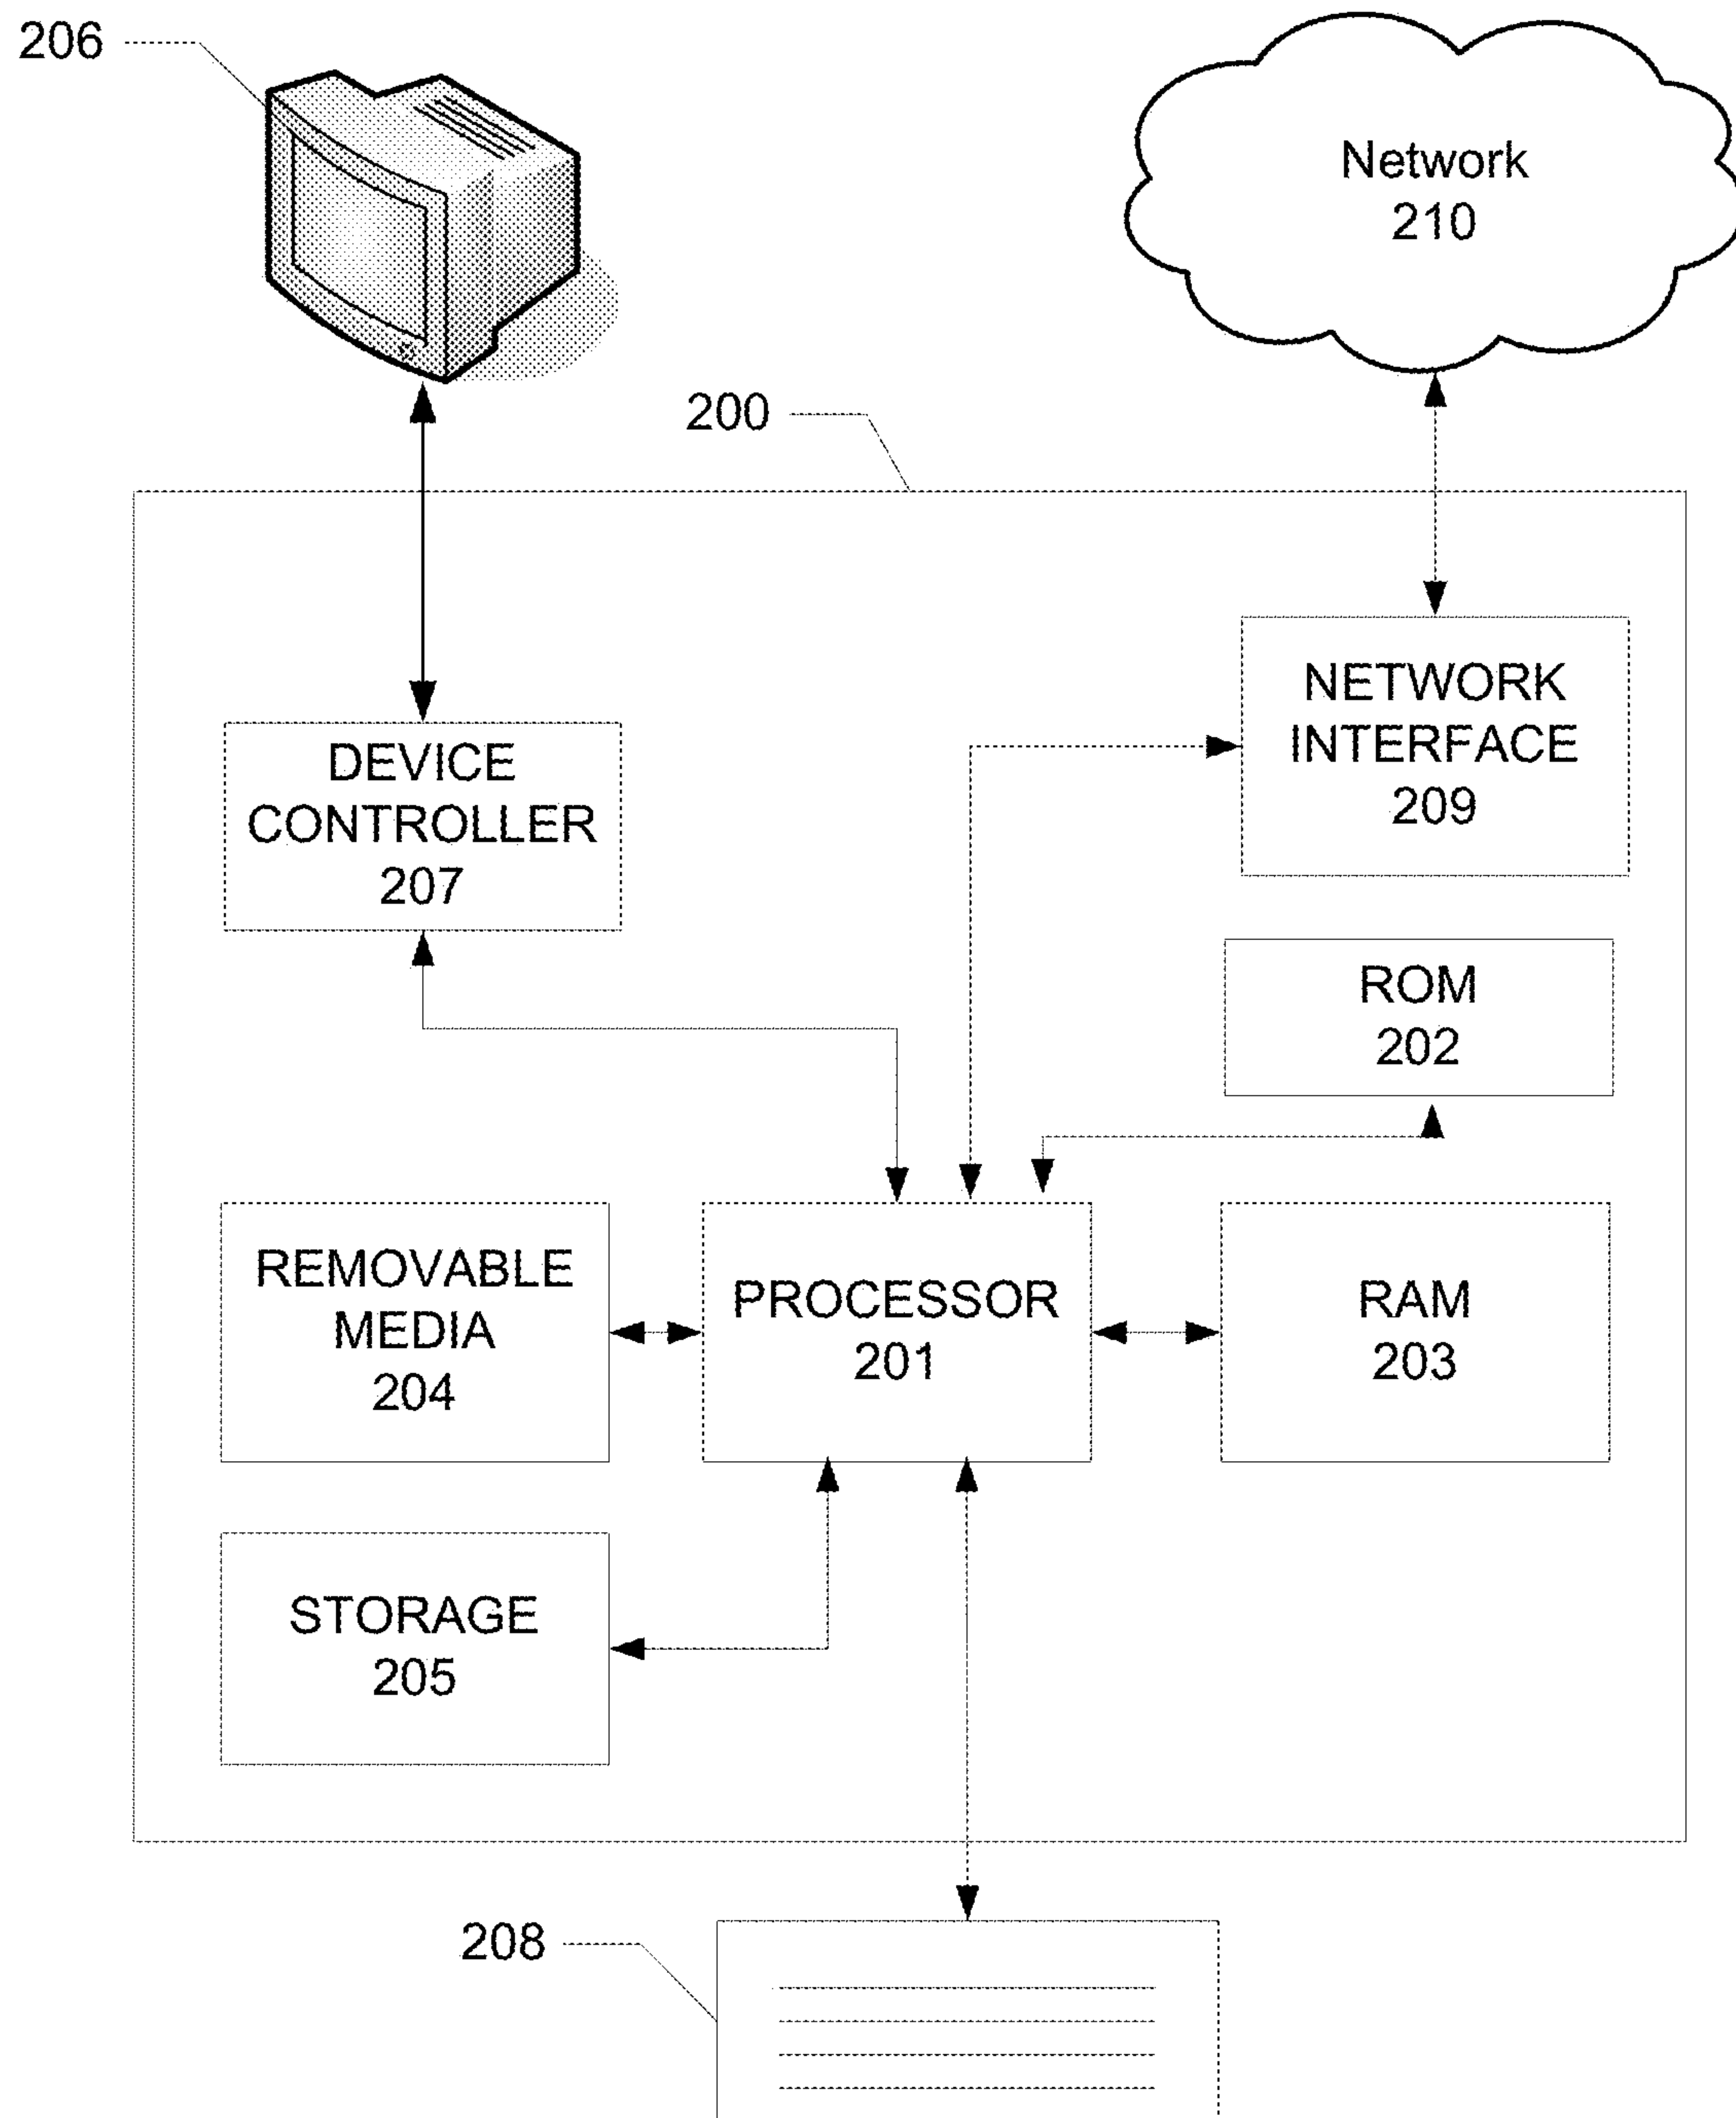 206
Network
210
200
NETWORK
INTERFACE
209
DEVICE
CONTROLLER
207
ROM
202
REMOVABLE
MEDIA
204
PROCESSOR
201
RAM
203
STORAGE
205
208